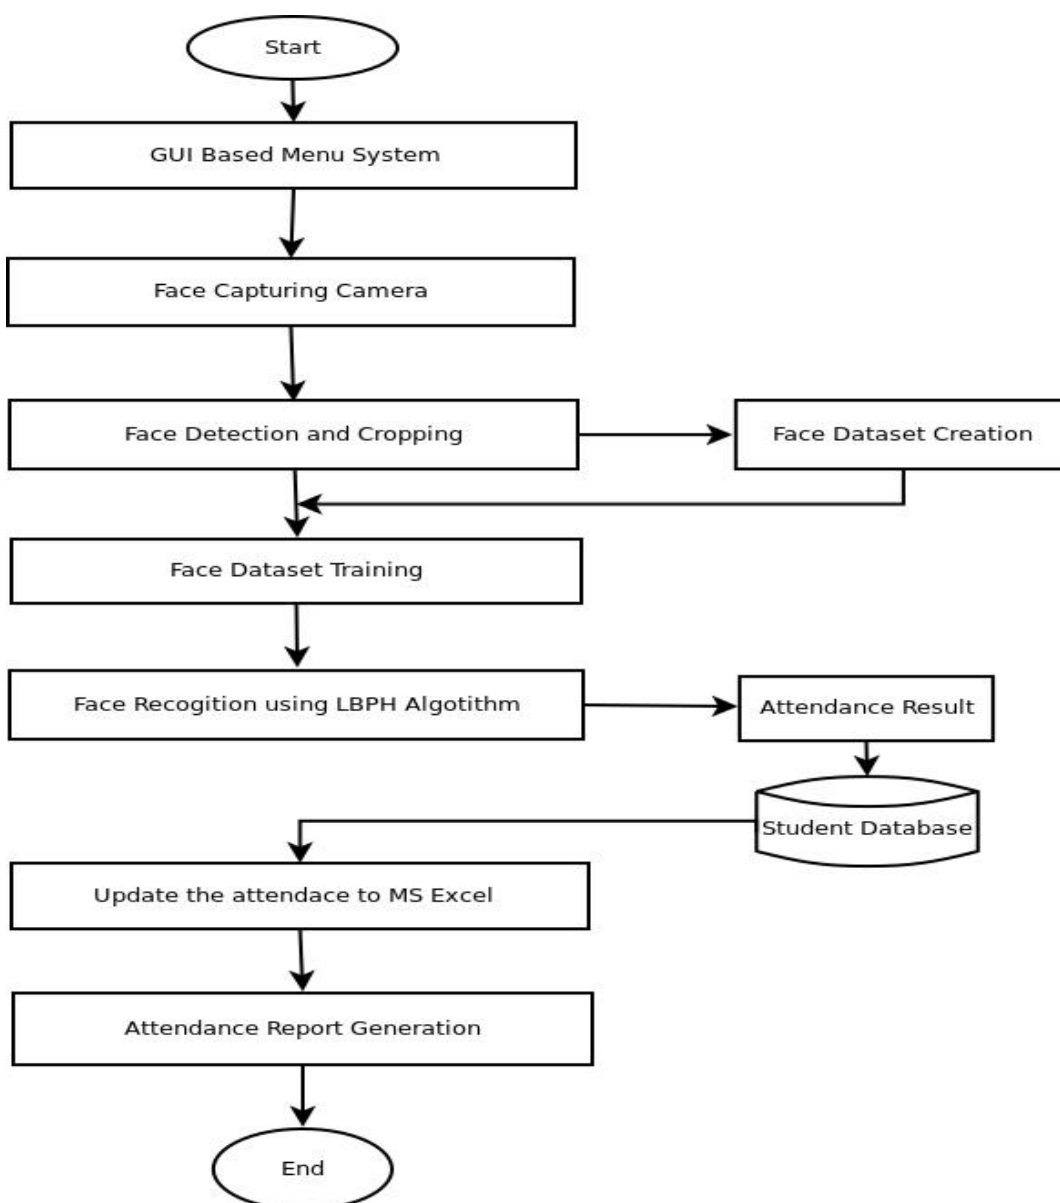 Start
GUI Based Menu System
Face Capturing Camera
Face Detection and Cropping
Face Dataset Creation
Face Dataset Training
Face Recogition using LBPH Algotithm
Attendance Result
Student Database
Update the attendace to MS Excel
Attendance Report Generation
End